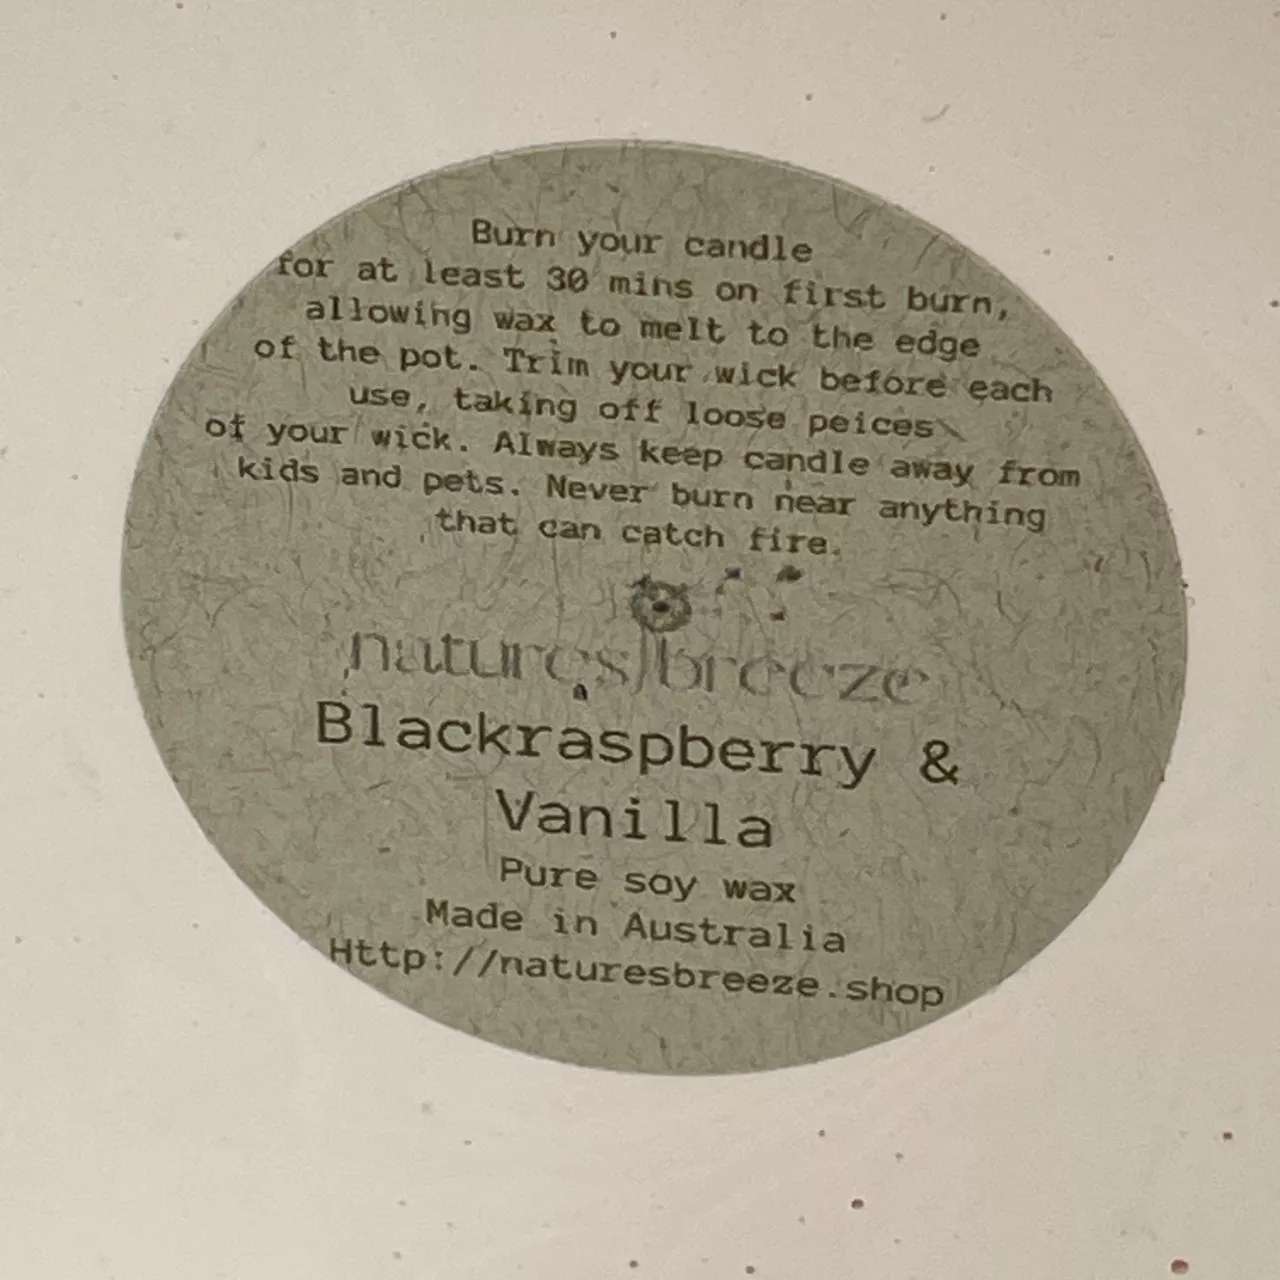 Burn your candle
for at least 30 mins on first burn,
allowing wax to melt to the edge
of the pot. Trim your wick before each
use, taking off loose peices
of your wick. Always keep candle away from
kids and pets. Never burn near anything
that can catch fire.
natures breeze
Blackraspberry &
Vanilla
Pure soy wax
Made in Australia
Http://naturesbreeze.shop